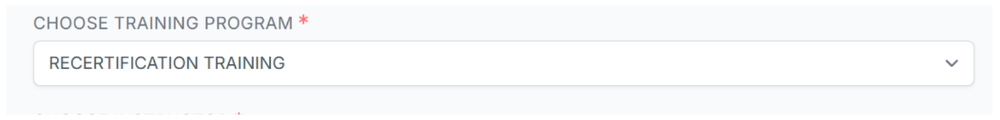 CHOOSE TRAINING PROGRAM *
RECERTIFICATION TRAINING